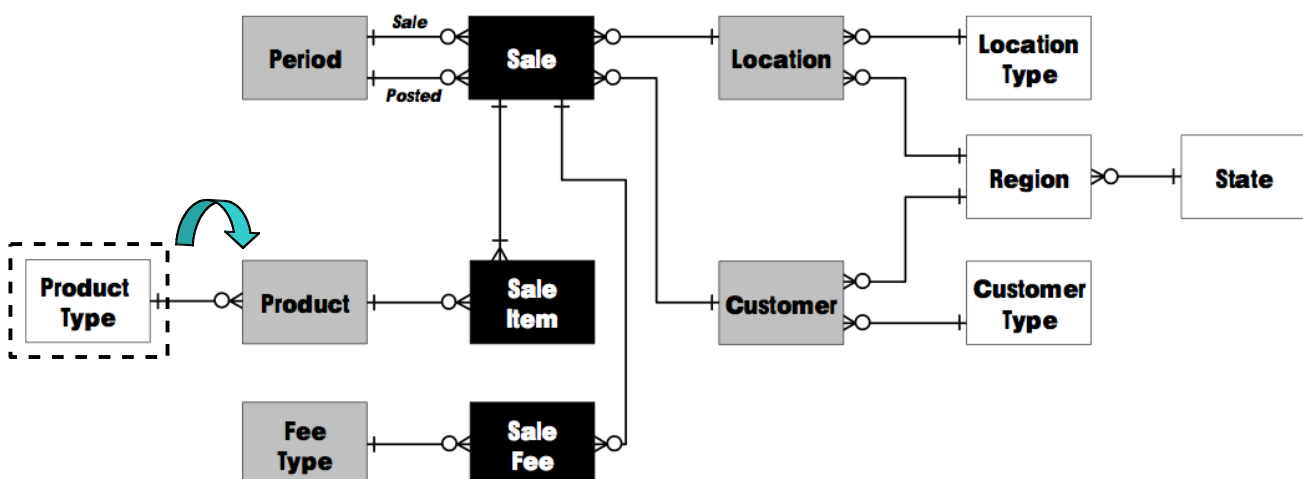 Sale
Period
Sale
Location
Location
Type
Posted
Region
State
Product
Type
Product
Sale
Item
Customer
Customer
Type
Fee
Type
Sale
Fee